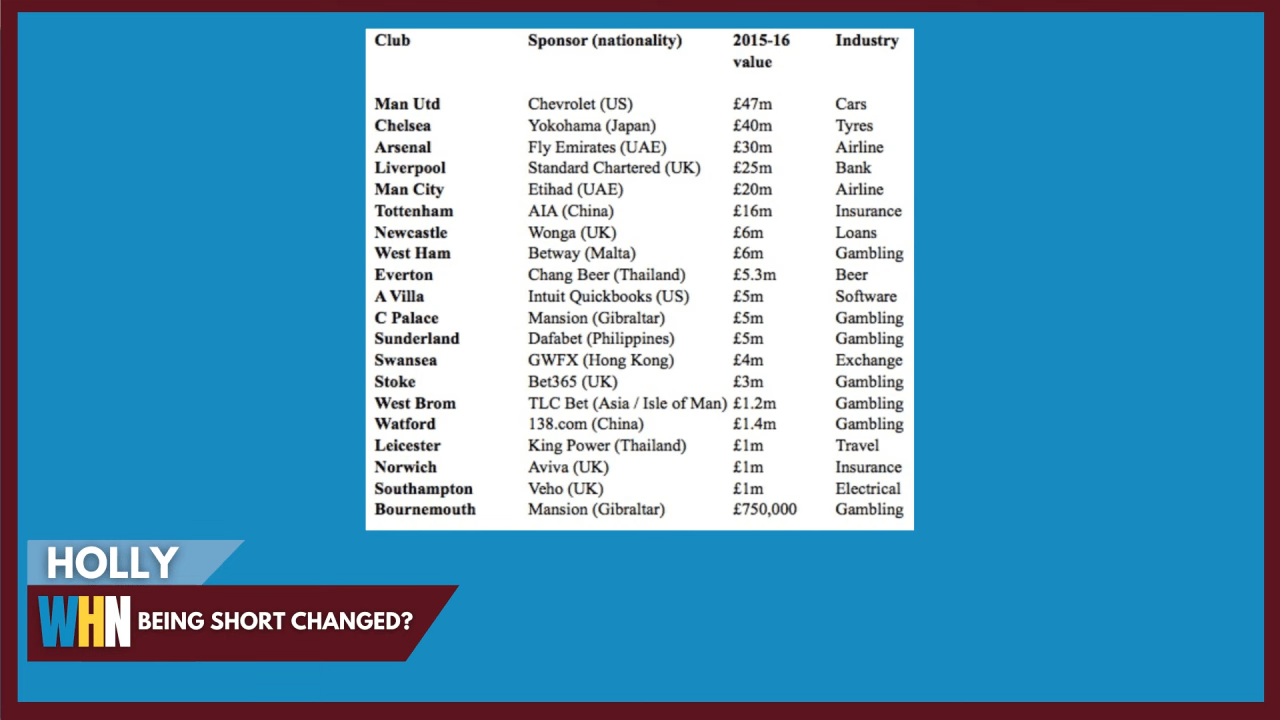 Club Sponsor (nationality) 2015-16 value Industry
Man Utd Chevrolet (US) £47m Cars
Chelsea Yokohama (Japan) £40m Tyres
Arsenal Fly Emirates (UAE) £30m Airline
Liverpool Standard Chartered (UK) £25m Bank
Man City Etihad (UAE) £20m Airline
Tottenham AIA (China) £16m Insurance
Newcastle Wonga (UK) £6m Loans
West Ham Betway (Malta) £6m Gambling
Everton Chang Beer (Thailand) £5.3m Beer
A Villa Intuit Quickbooks (US) £5m Software
C Palace Mansion (Gibraltar) £5m Gambling
Sunderland Dafabet (Philippines) £5m Gambling
Swansea GWFX (Hong Kong) £4m Exchange
Stoke Bet365 (UK) £3m Gambling
West Brom TLC Bet (Asia / Isle of Man) £1.2m Gambling
Watford 138.com (China) £1.4m Gambling
Leicester King Power (Thailand) £1m Travel
Norwich Aviva (UK) £1m Insurance
Southampton Veho (UK) £1m Electrical
Bournemouth Mansion (Gibraltar) £750,000 Gambling
HOLLY
WHN BEING SHORT CHANGED?